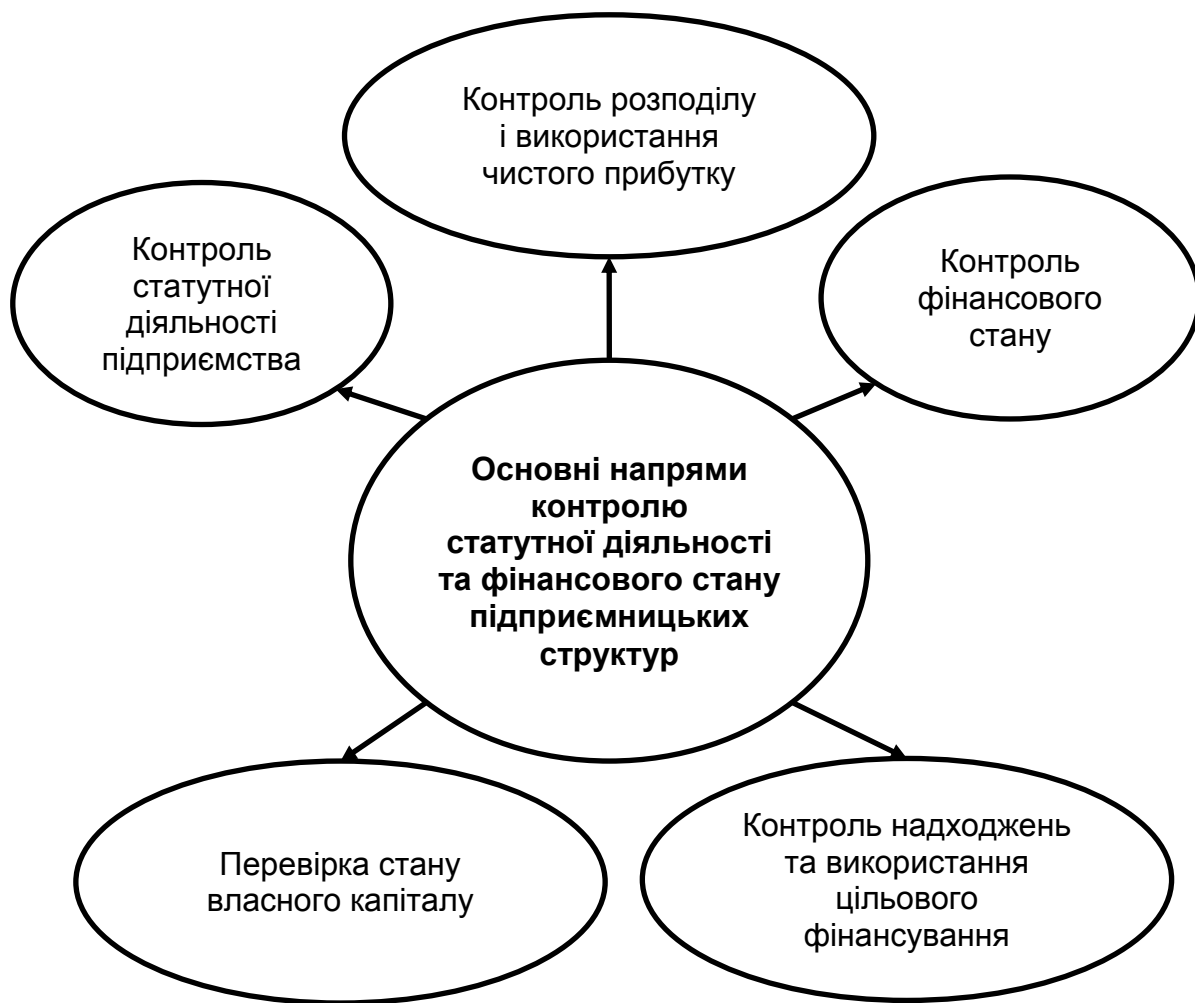 Контроль розподілу
і використання
чистого прибутку
Контроль
статутної
діяльності
підприємства
Контроль
фінансового
стану
Основні напрями
контролю
статутної діяльності
та фінансового стану
підприємницьких
структур
Перевірка стану
власного капіталу
Контроль надходжень
та використання
цільового
фінансування